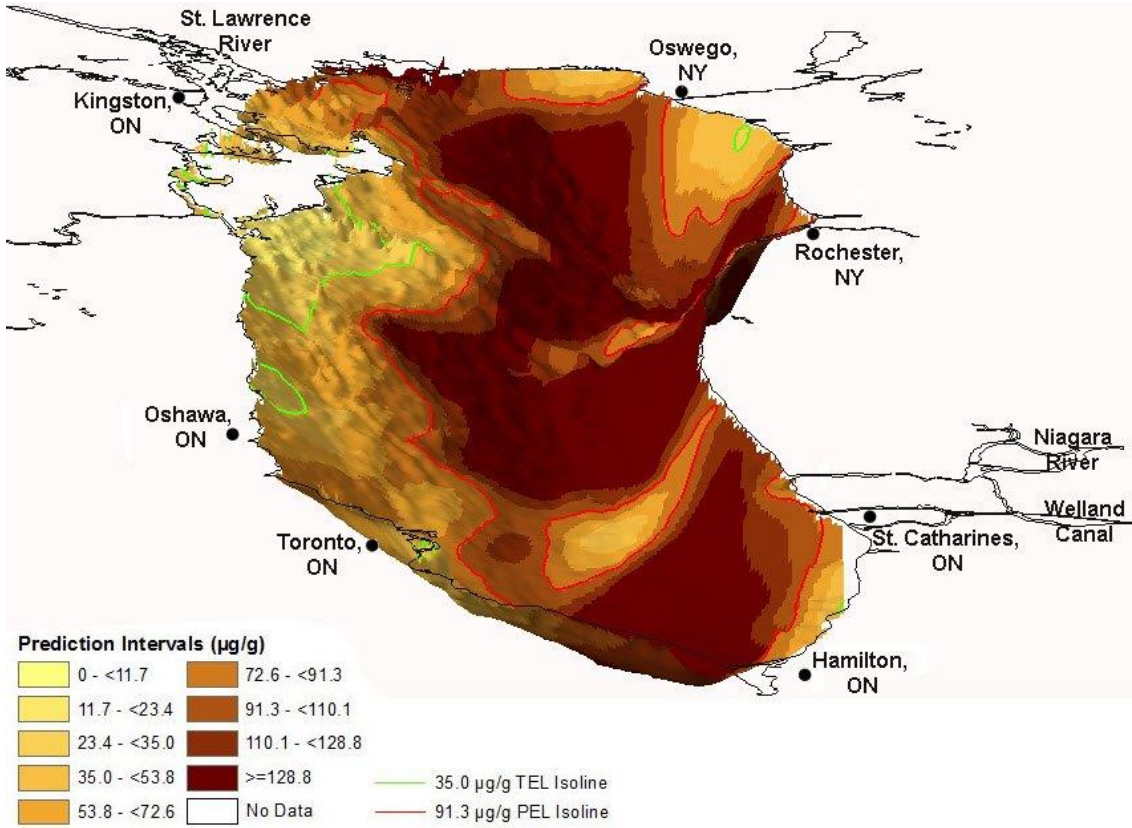 St. Lawrence
River
Oswego,
NY
Kingston,
ON
Rochester,
NY
Oshawa,
ON
Niagara
River
Welland
Canal
St. Catharines,
ON
Toronto,
ON
Hamilton,
ON
Prediction Intervals (µg/g)
0 - <11.7
11.7 - <23.4
23.4 - <35.0
35.0 - <53.8
53.8 - <72.6
72.6 - <91.3
91.3 - <110.1
110.1 - <128.8
>=128.8
No Data
35.0 µg/g TEL Isoline
91.3 µg/g PEL Isoline